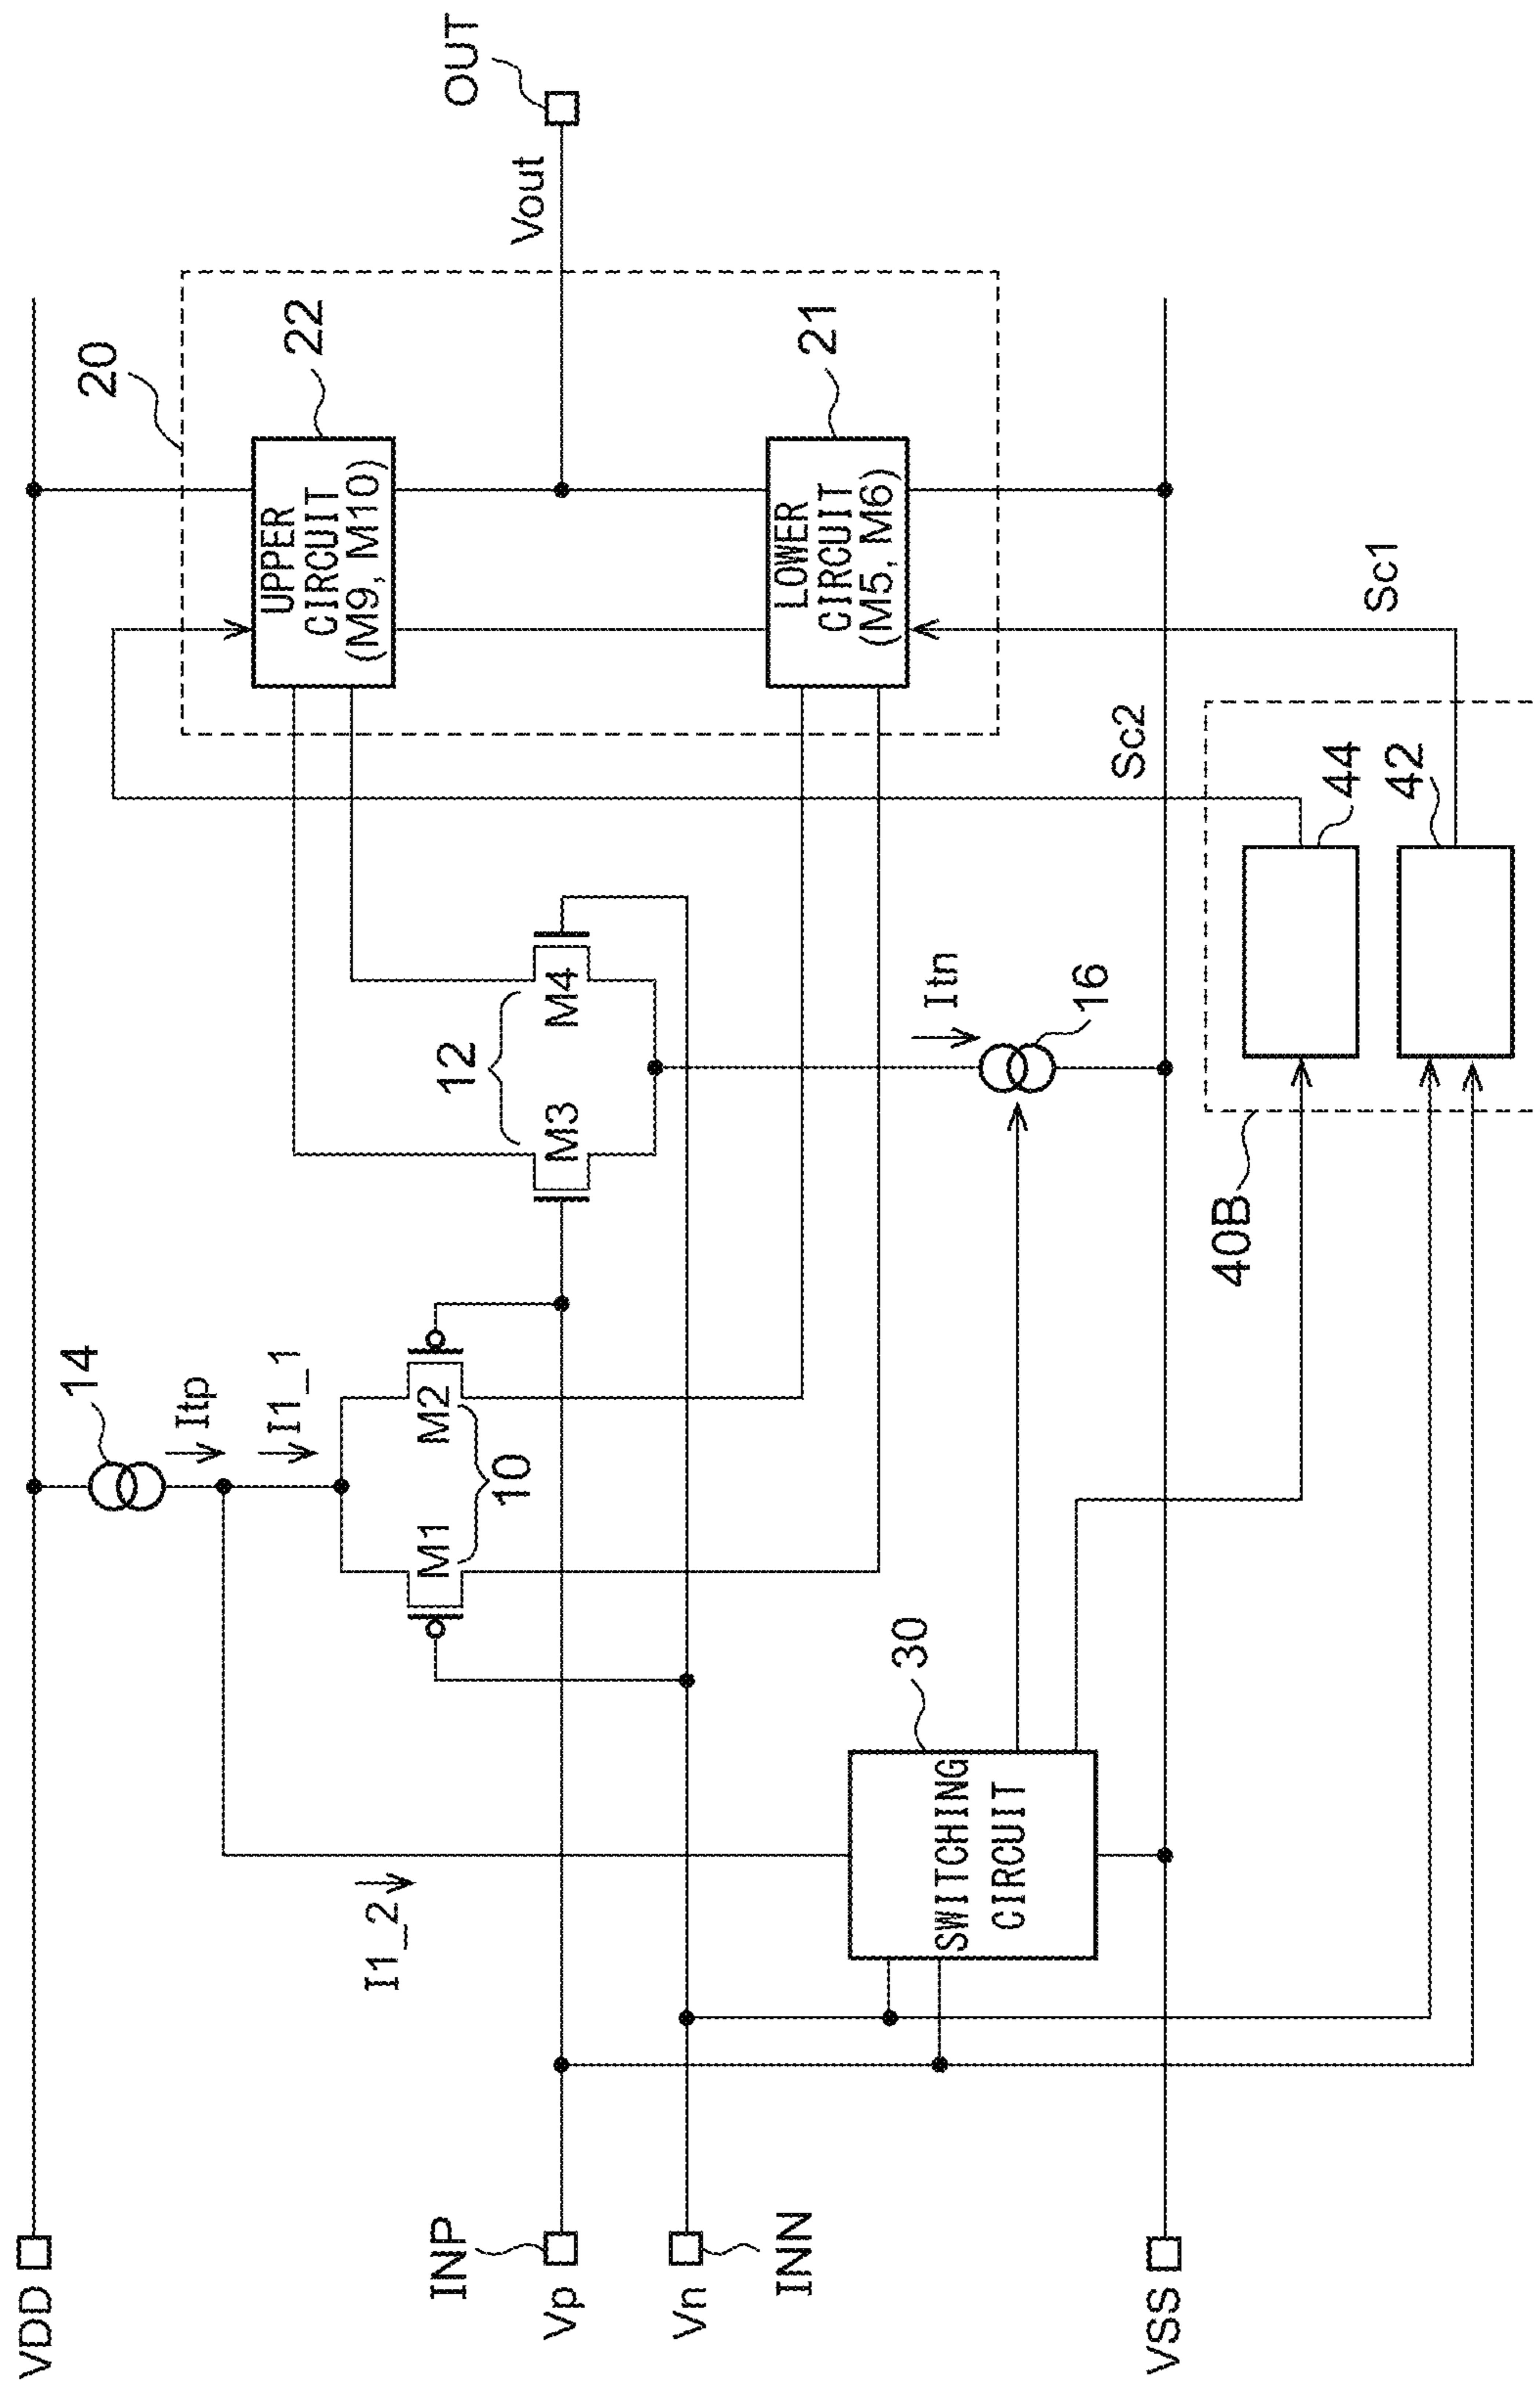 VDD
14
Itp
I1_1
I1_2
M1
M2
10
INP
Vp
Vn
INN
12
M3
M4
20
UPPER
CIRCUIT
(M9, M10)
22
Vout
OUT
LOWER
CIRCUIT
(M5, M6)
21
SWITCHING
CIRCUIT
30
Itn
16
VSS
Sc2
Sc1
40B
44
42